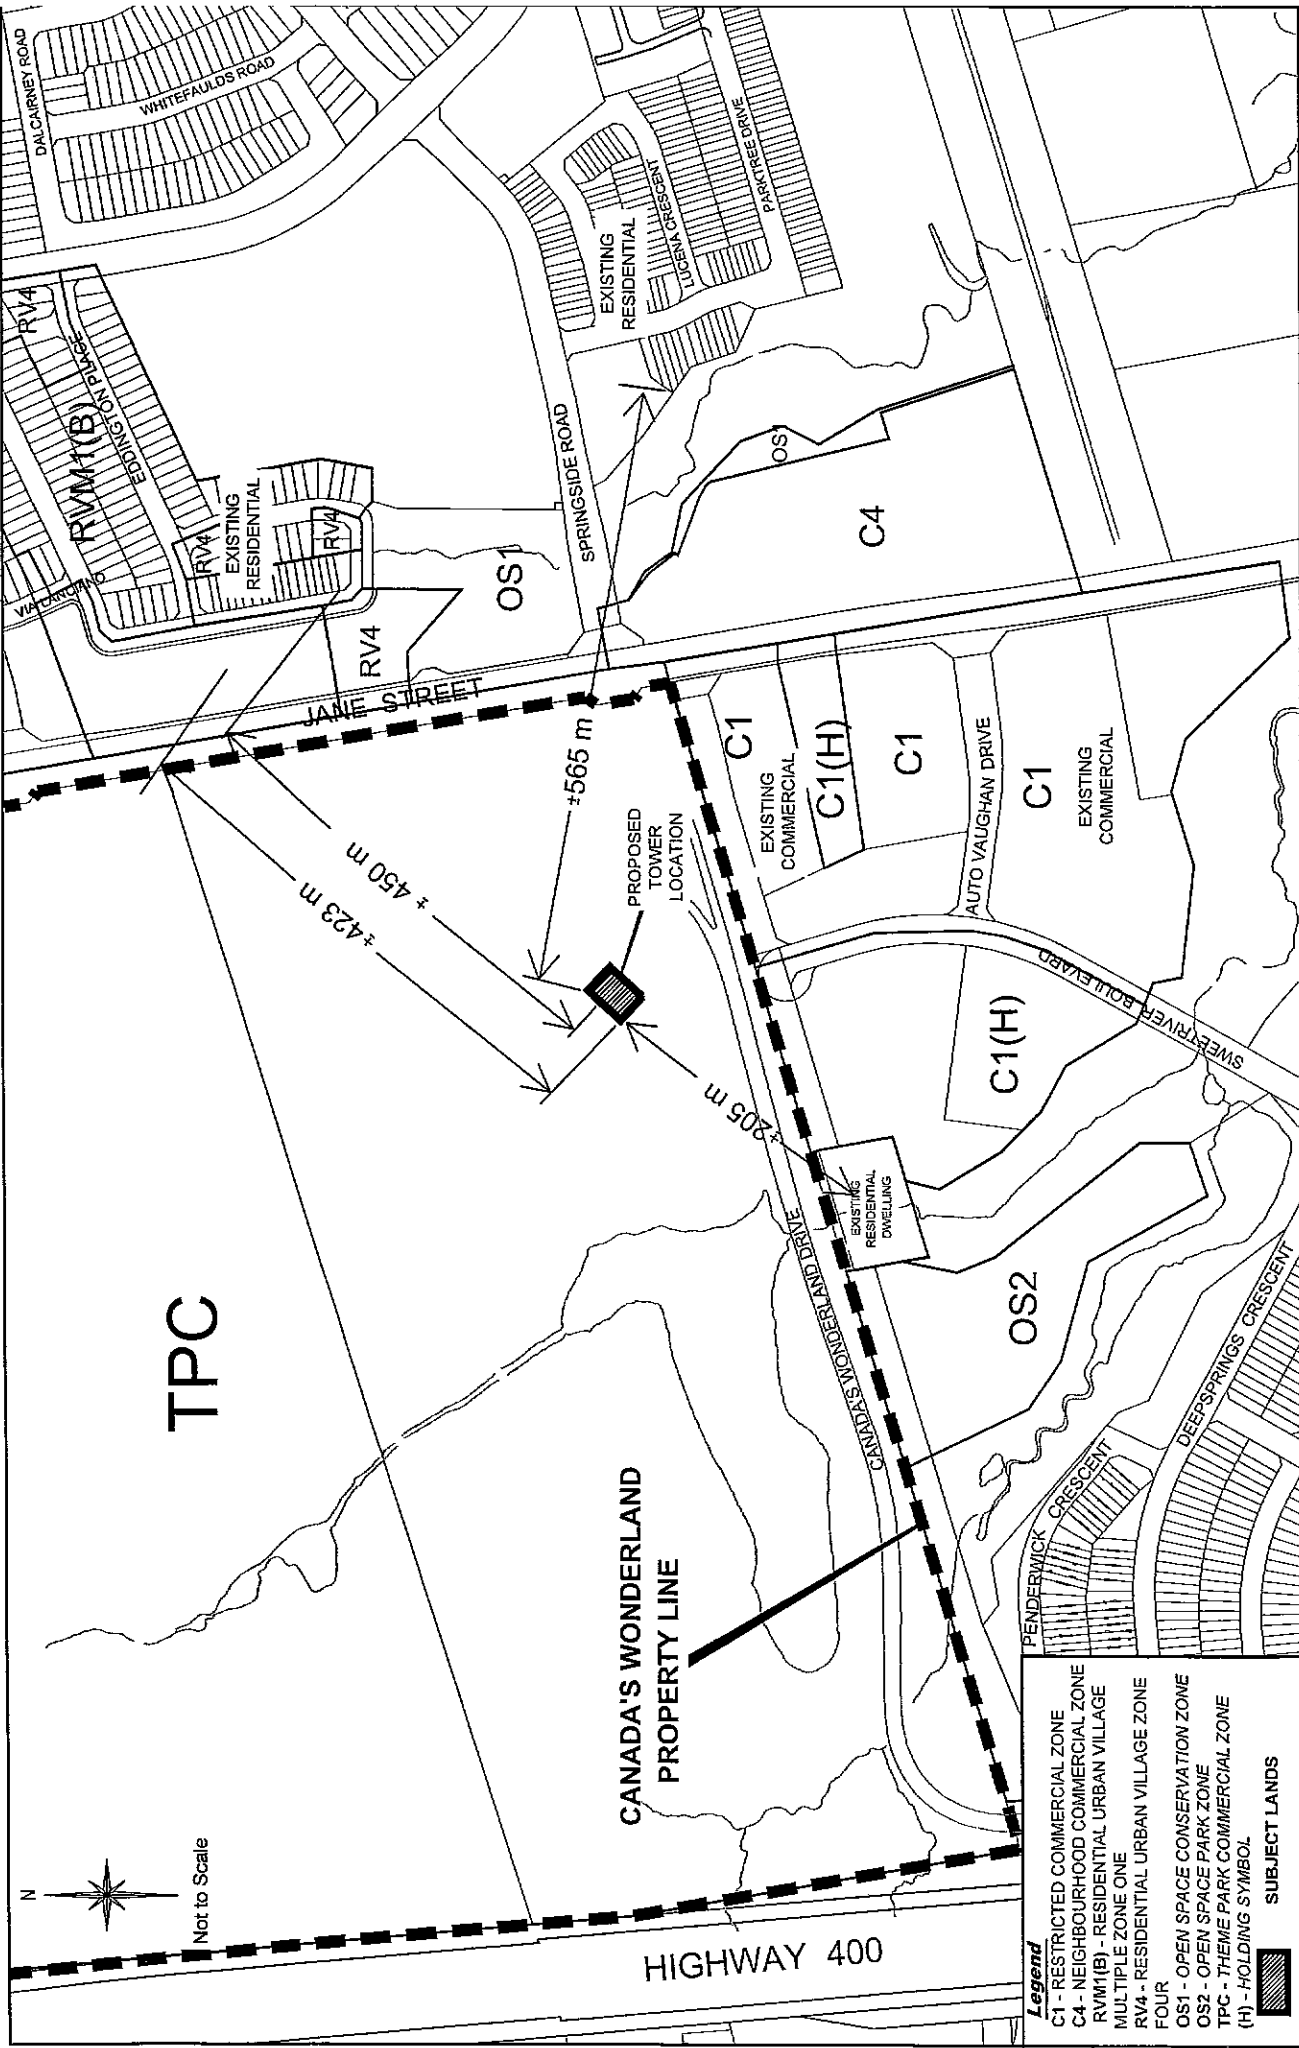 N
Not to Scale
HIGHWAY 400
TPC
CANADA'S WONDERLAND
PROPERTY LINE
CANADA'S WONDERLAND DRIVE
±423 m
± 450 m
±565 m
±205 m
PROPOSED
TOWER
LOCATION
JANE STREET
VIA LANCIANO
RVM1(B)
EDDINGTON PLACE
RV4
RV4
EXISTING
RESIDENTIAL
RV4
RV4
OS1
DALCAIRNEY ROAD
WHITEFAULDS ROAD
SPRINGSIDE ROAD
EXISTING
RESIDENTIAL
LUCENA CRESCENT
PARKTREE DRIVE
OS1
C4
C1
EXISTING
COMMERCIAL
C1(H)
C1
AUTO VAUGHAN DRIVE
C1
EXISTING
COMMERCIAL
SWEETRIVER BOULEVARD
C1(H)
EXISTING
RESIDENTIAL
DWELLING
OS2
DEEPSPRINGS CRESCENT
PENDERWICK CRESCENT
Legend
C1 - RESTRICTED COMMERCIAL ZONE
C4 - NEIGHBOURHOOD COMMERCIAL ZONE
RVM1(B) - RESIDENTIAL URBAN VILLAGE
MULTIPLE ZONE ONE
RV4 - RESIDENTIAL URBAN VILLAGE ZONE
FOUR
OS1 - OPEN SPACE CONSERVATION ZONE
OS2 - OPEN SPACE PARK ZONE
TPC - THEME PARK COMMERCIAL ZONE
(H) - HOLDING SYMBOL
SUBJECT LANDS